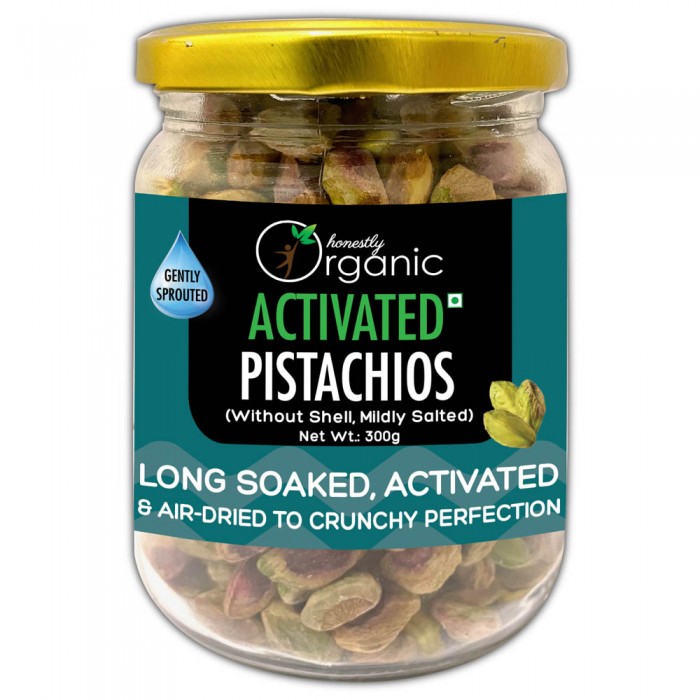 honestly
Organic
GENTLY
SPROUTED
ACTIVATED
PISTACHIOS
(Without Shell, Mildly Salted)
Net Wt.: 300g
LONG SOAKED, ACTIVATED
& AIR-DRIED TO CRUNCHY PERFECTION